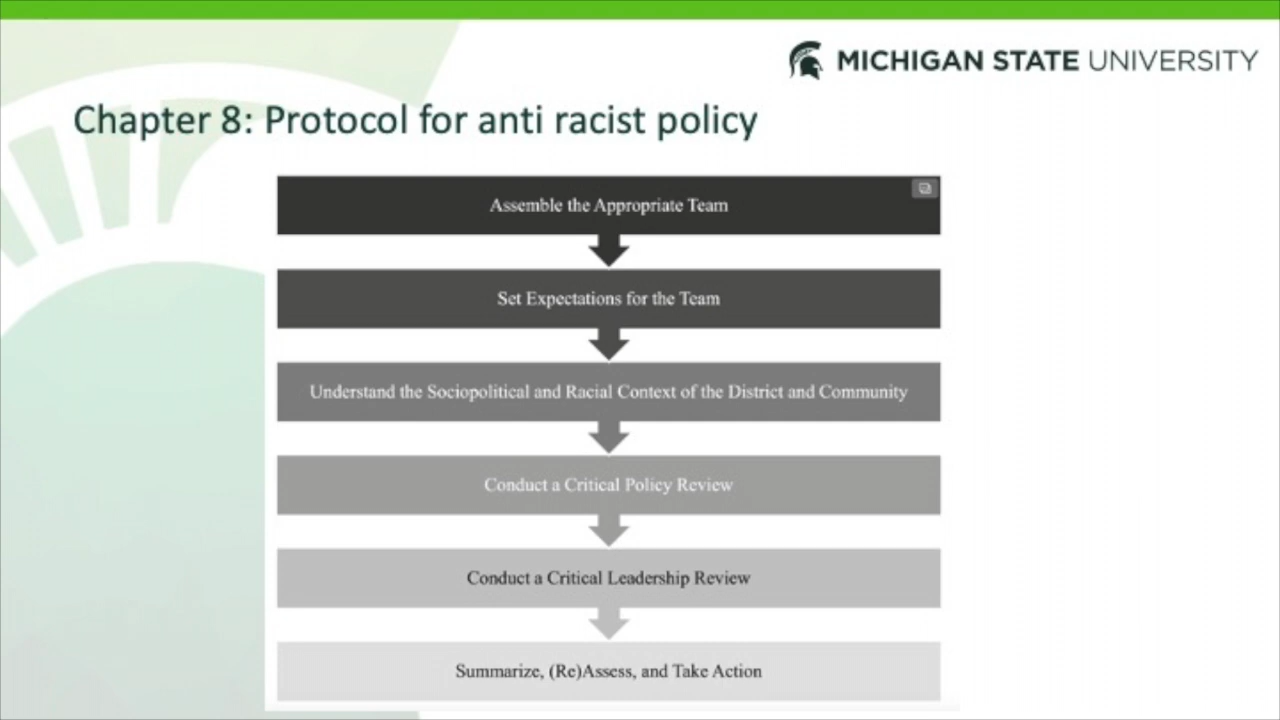 MICHIGAN STATE UNIVERSITY
Chapter 8: Protocol for anti racist policy
Assemble the Appropriate Team
Set Expectations for the Team
Understand the Sociopolitical and Racial Context of the District and Community
Conduct a Critical Policy Review
Conduct a Critical Leadership Review
Summarize, (Re)Assess, and Take Action